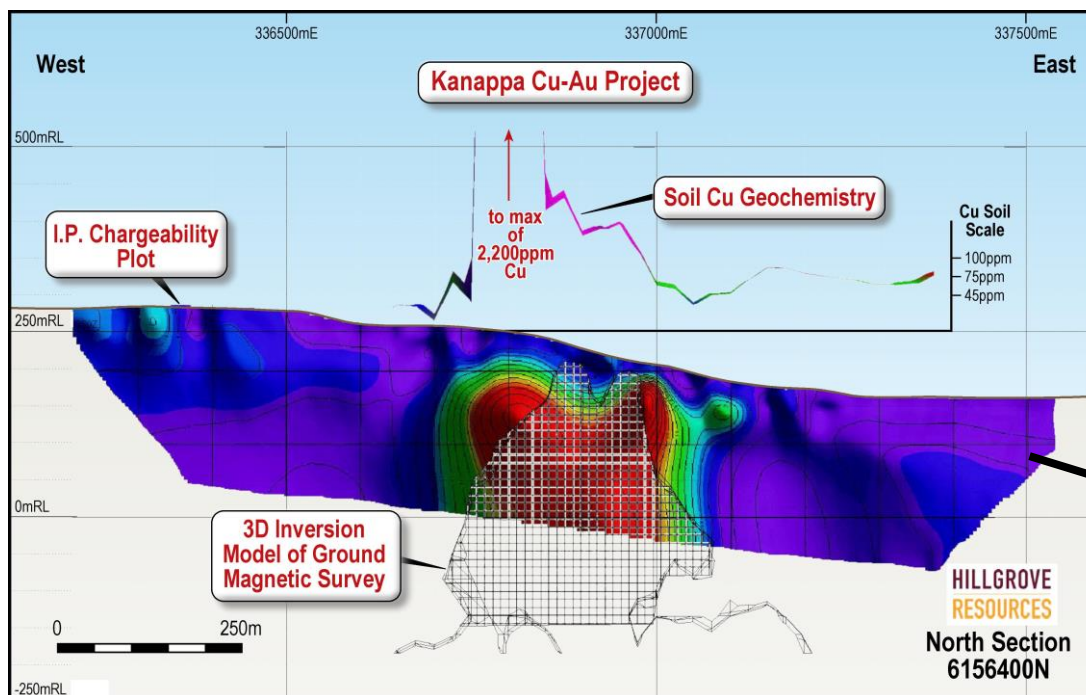 336500mE
337000mE
337500mE
West
East
Kanappa Cu-Au Project
500mRL
Soil Cu Geochemistry
I.P. Chargeability
Plot
to max
of
2,200ppm
Cu
Cu Soil
Scale
100ppm
75ppm
45ppm
250mRL
0mRL
3D Inversion
Model of Ground
Magnetic Survey
0
250m
HILLGROVE
RESOURCES
North Section
6156400N
-250mRL